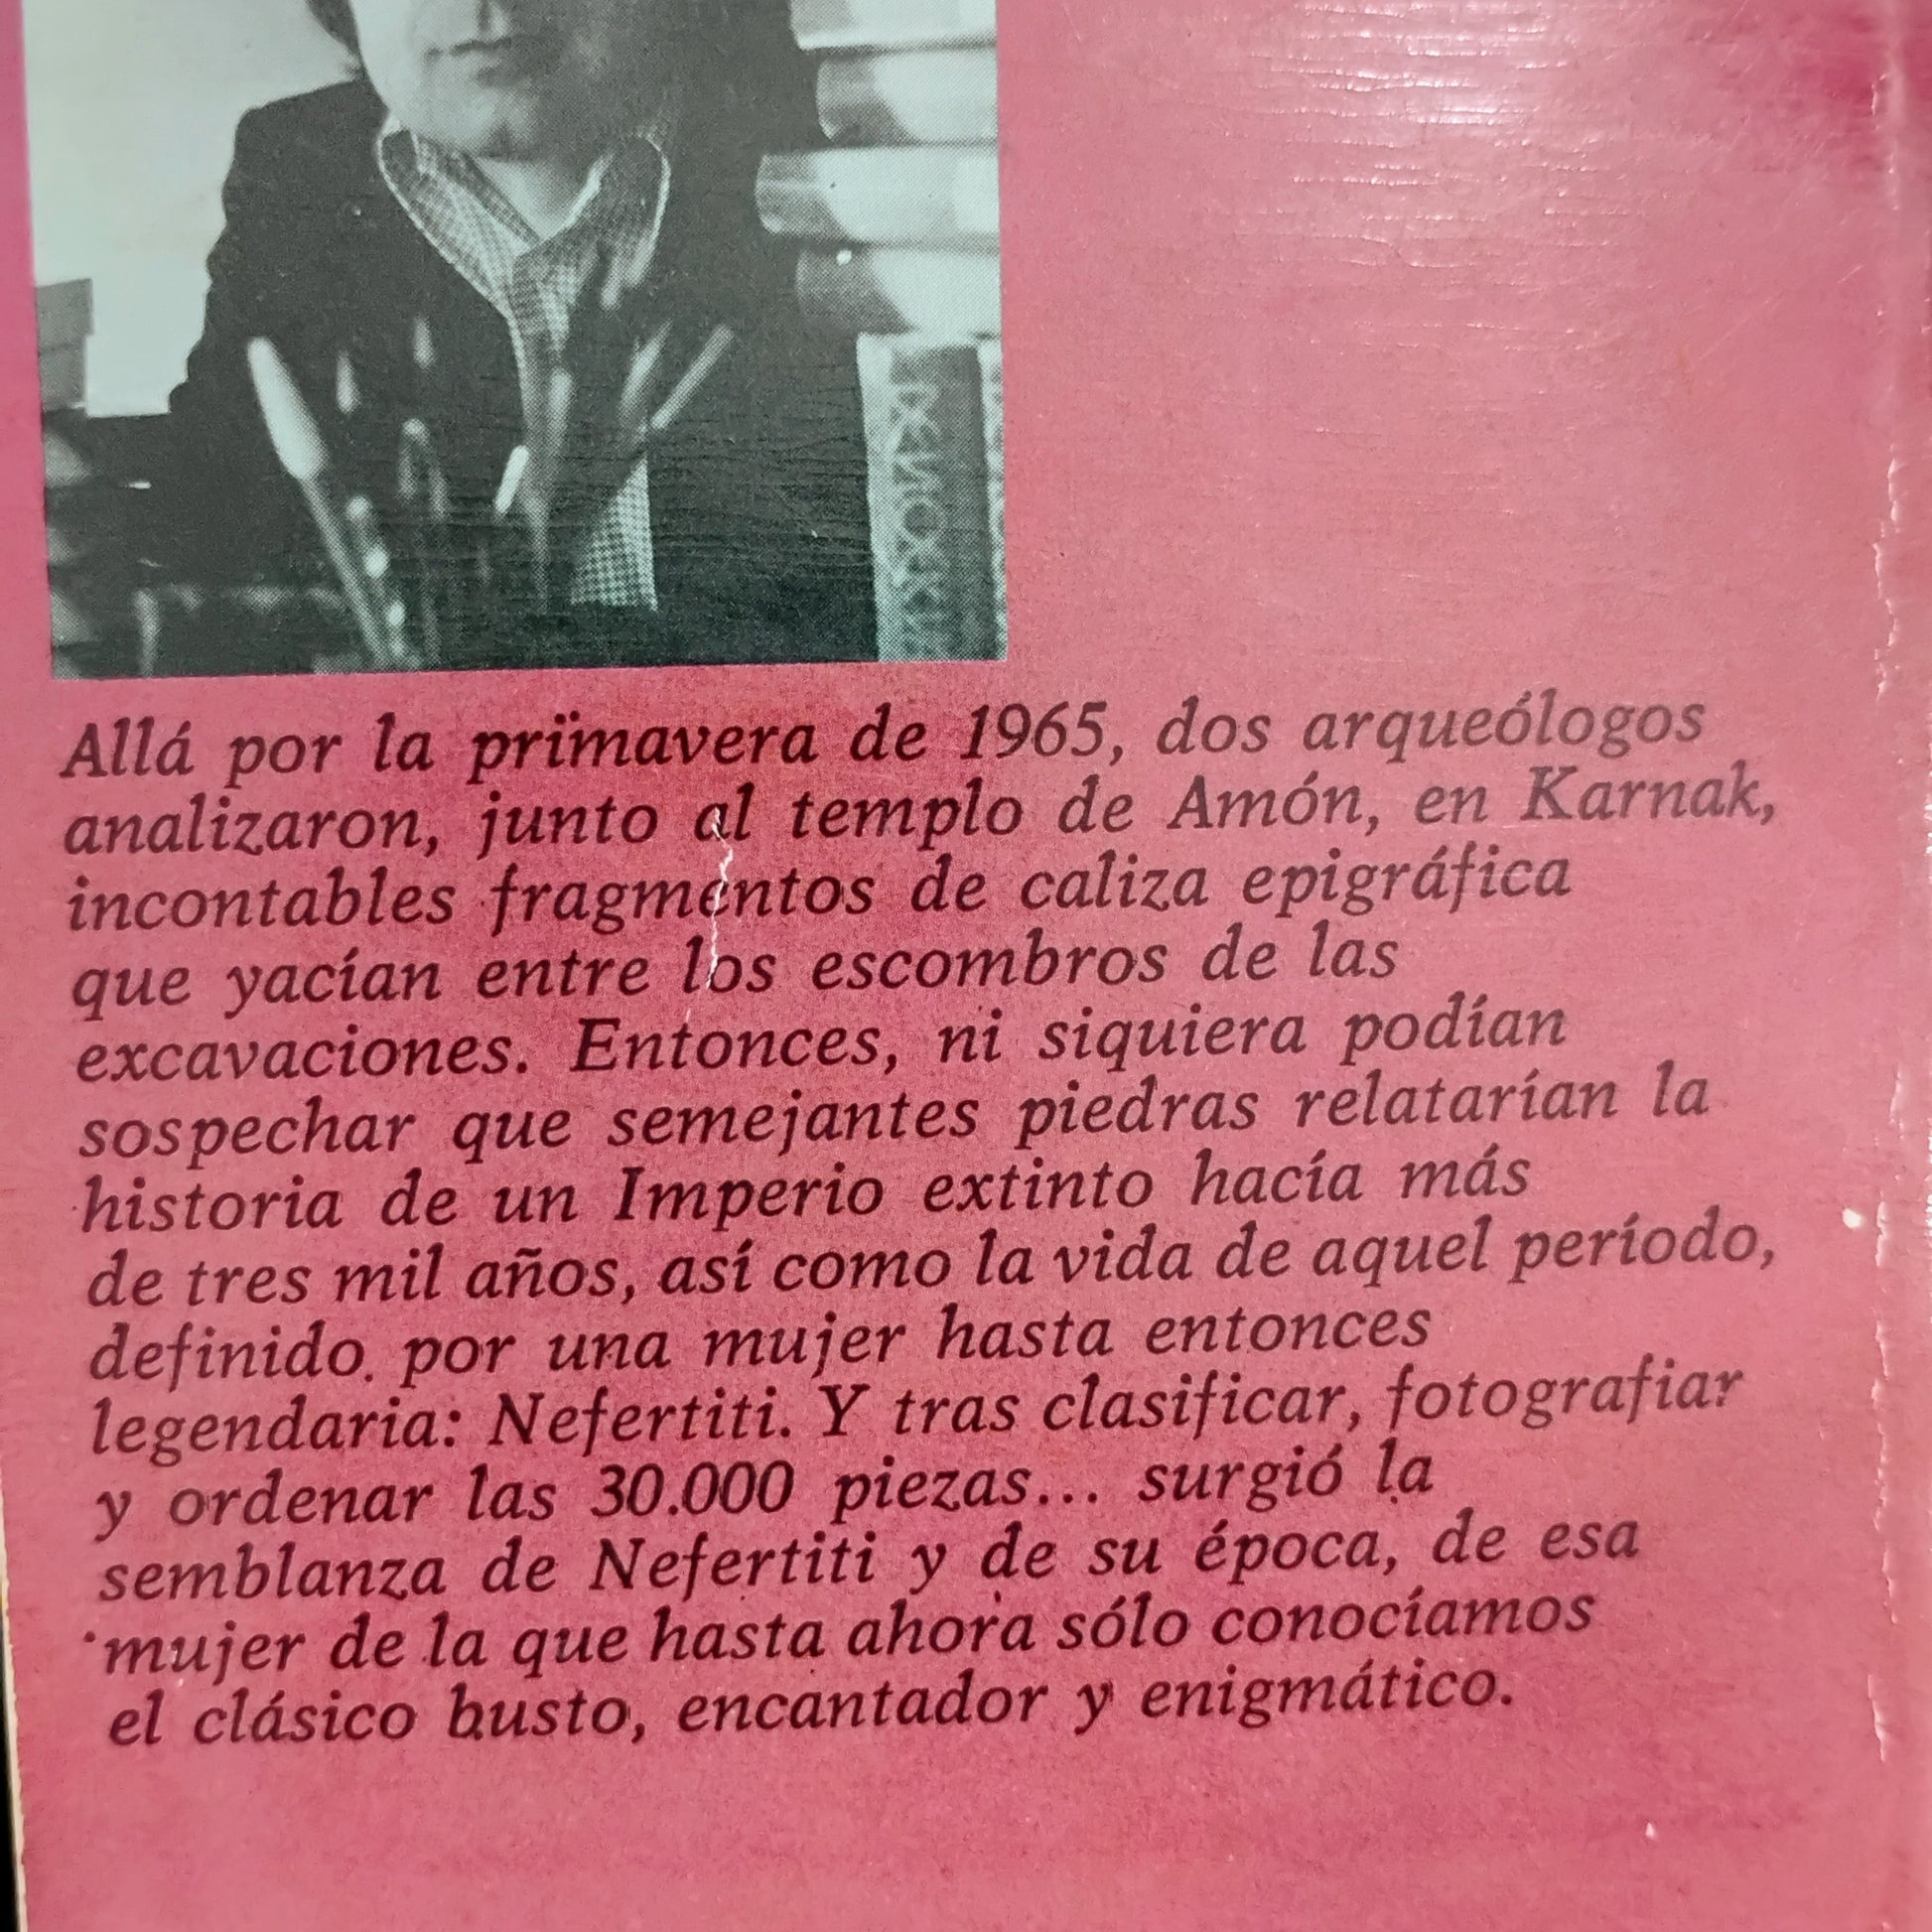 Allá por la primavera de 1965, dos arqueólogos
analizaron, junto al templo de Amón, en Karnak,
incontables fragmentos de caliza epigráfica
que yacían entre los escombros de las
excavaciones. Entonces, ni siquiera podían
sospechar que semejantes piedras relatarían la
historia de un Imperio extinto hacía más
de tres mil años, así como la vida de aquel período,
definido por una mujer hasta entonces
legendaria: Nefertiti. Y tras clasificar, fotografiar
y ordenar las 30.000 piezas... surgió la
semblanza de Nefertiti y de su época, de esa
mujer de la que hasta ahora sólo conocíamos
el clásico busto, encantador y enigmático.